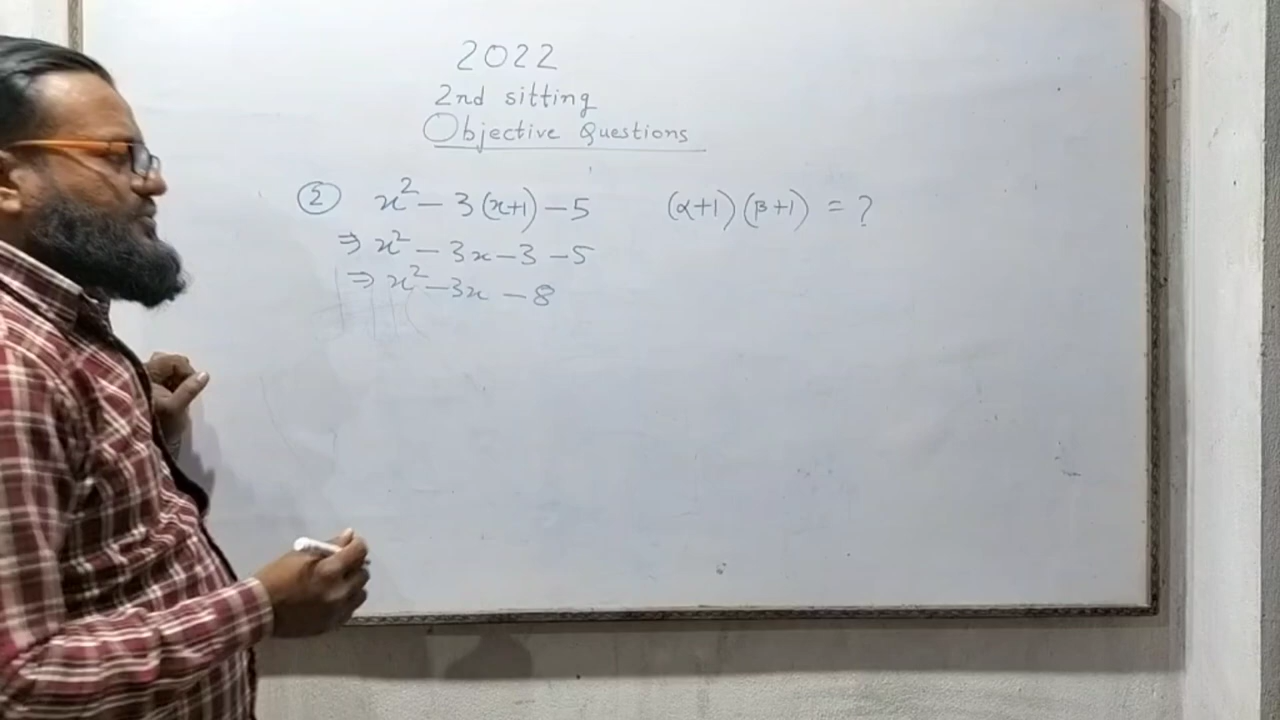 2022
2nd sitting
Objective Questions
② x² - 3(x+1) - 5 (α+1)(β+1) = ?
⇒ x² - 3x - 3 - 5
⇒ x² - 3x - 8